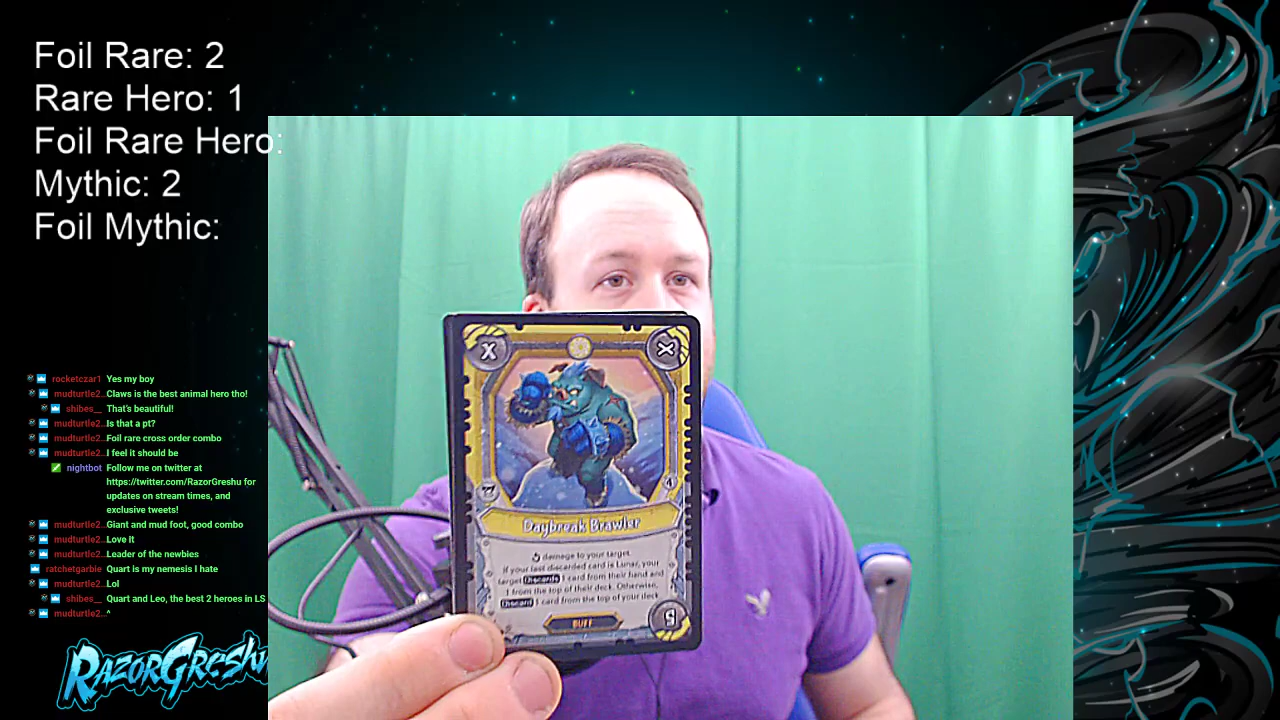 Foil Rare: 2
Rare Hero: 1
Foil Rare Hero:
Mythic: 2
Foil Mythic:
rocketczar1 Yes my boy
mudturtle2.. Claws is the best animal hero tho!
shibes__ That's beautiful!
mudturtle2.. Is that a pt?
mudturtle2.. Foil rare cross order combo
mudturtle2.. I feel it should be
nightbot Follow me on twitter at
https://twitter.com/RazorGreshu for
updates on stream times, and
exclusive tweets!
mudturtle2.. Giant and mud foot, good combo
mudturtle2.. Love it
mudturtle2.. Leader of the newbies
ratchetgarbie Quart is my nemesis I hate
mudturtle2.. Lol
shibes__ Quart and Leo, the best 2 heroes in LS
mudturtle2.. ^
RAZORGRESHU
X
Daybreak Brawler
damage to your target.
If your last discarded card is Lunar, your
target Discards 1 card from their hand and
1 from the top of their deck. Otherwise,
Discard 1 card from the top of your deck
BUFF